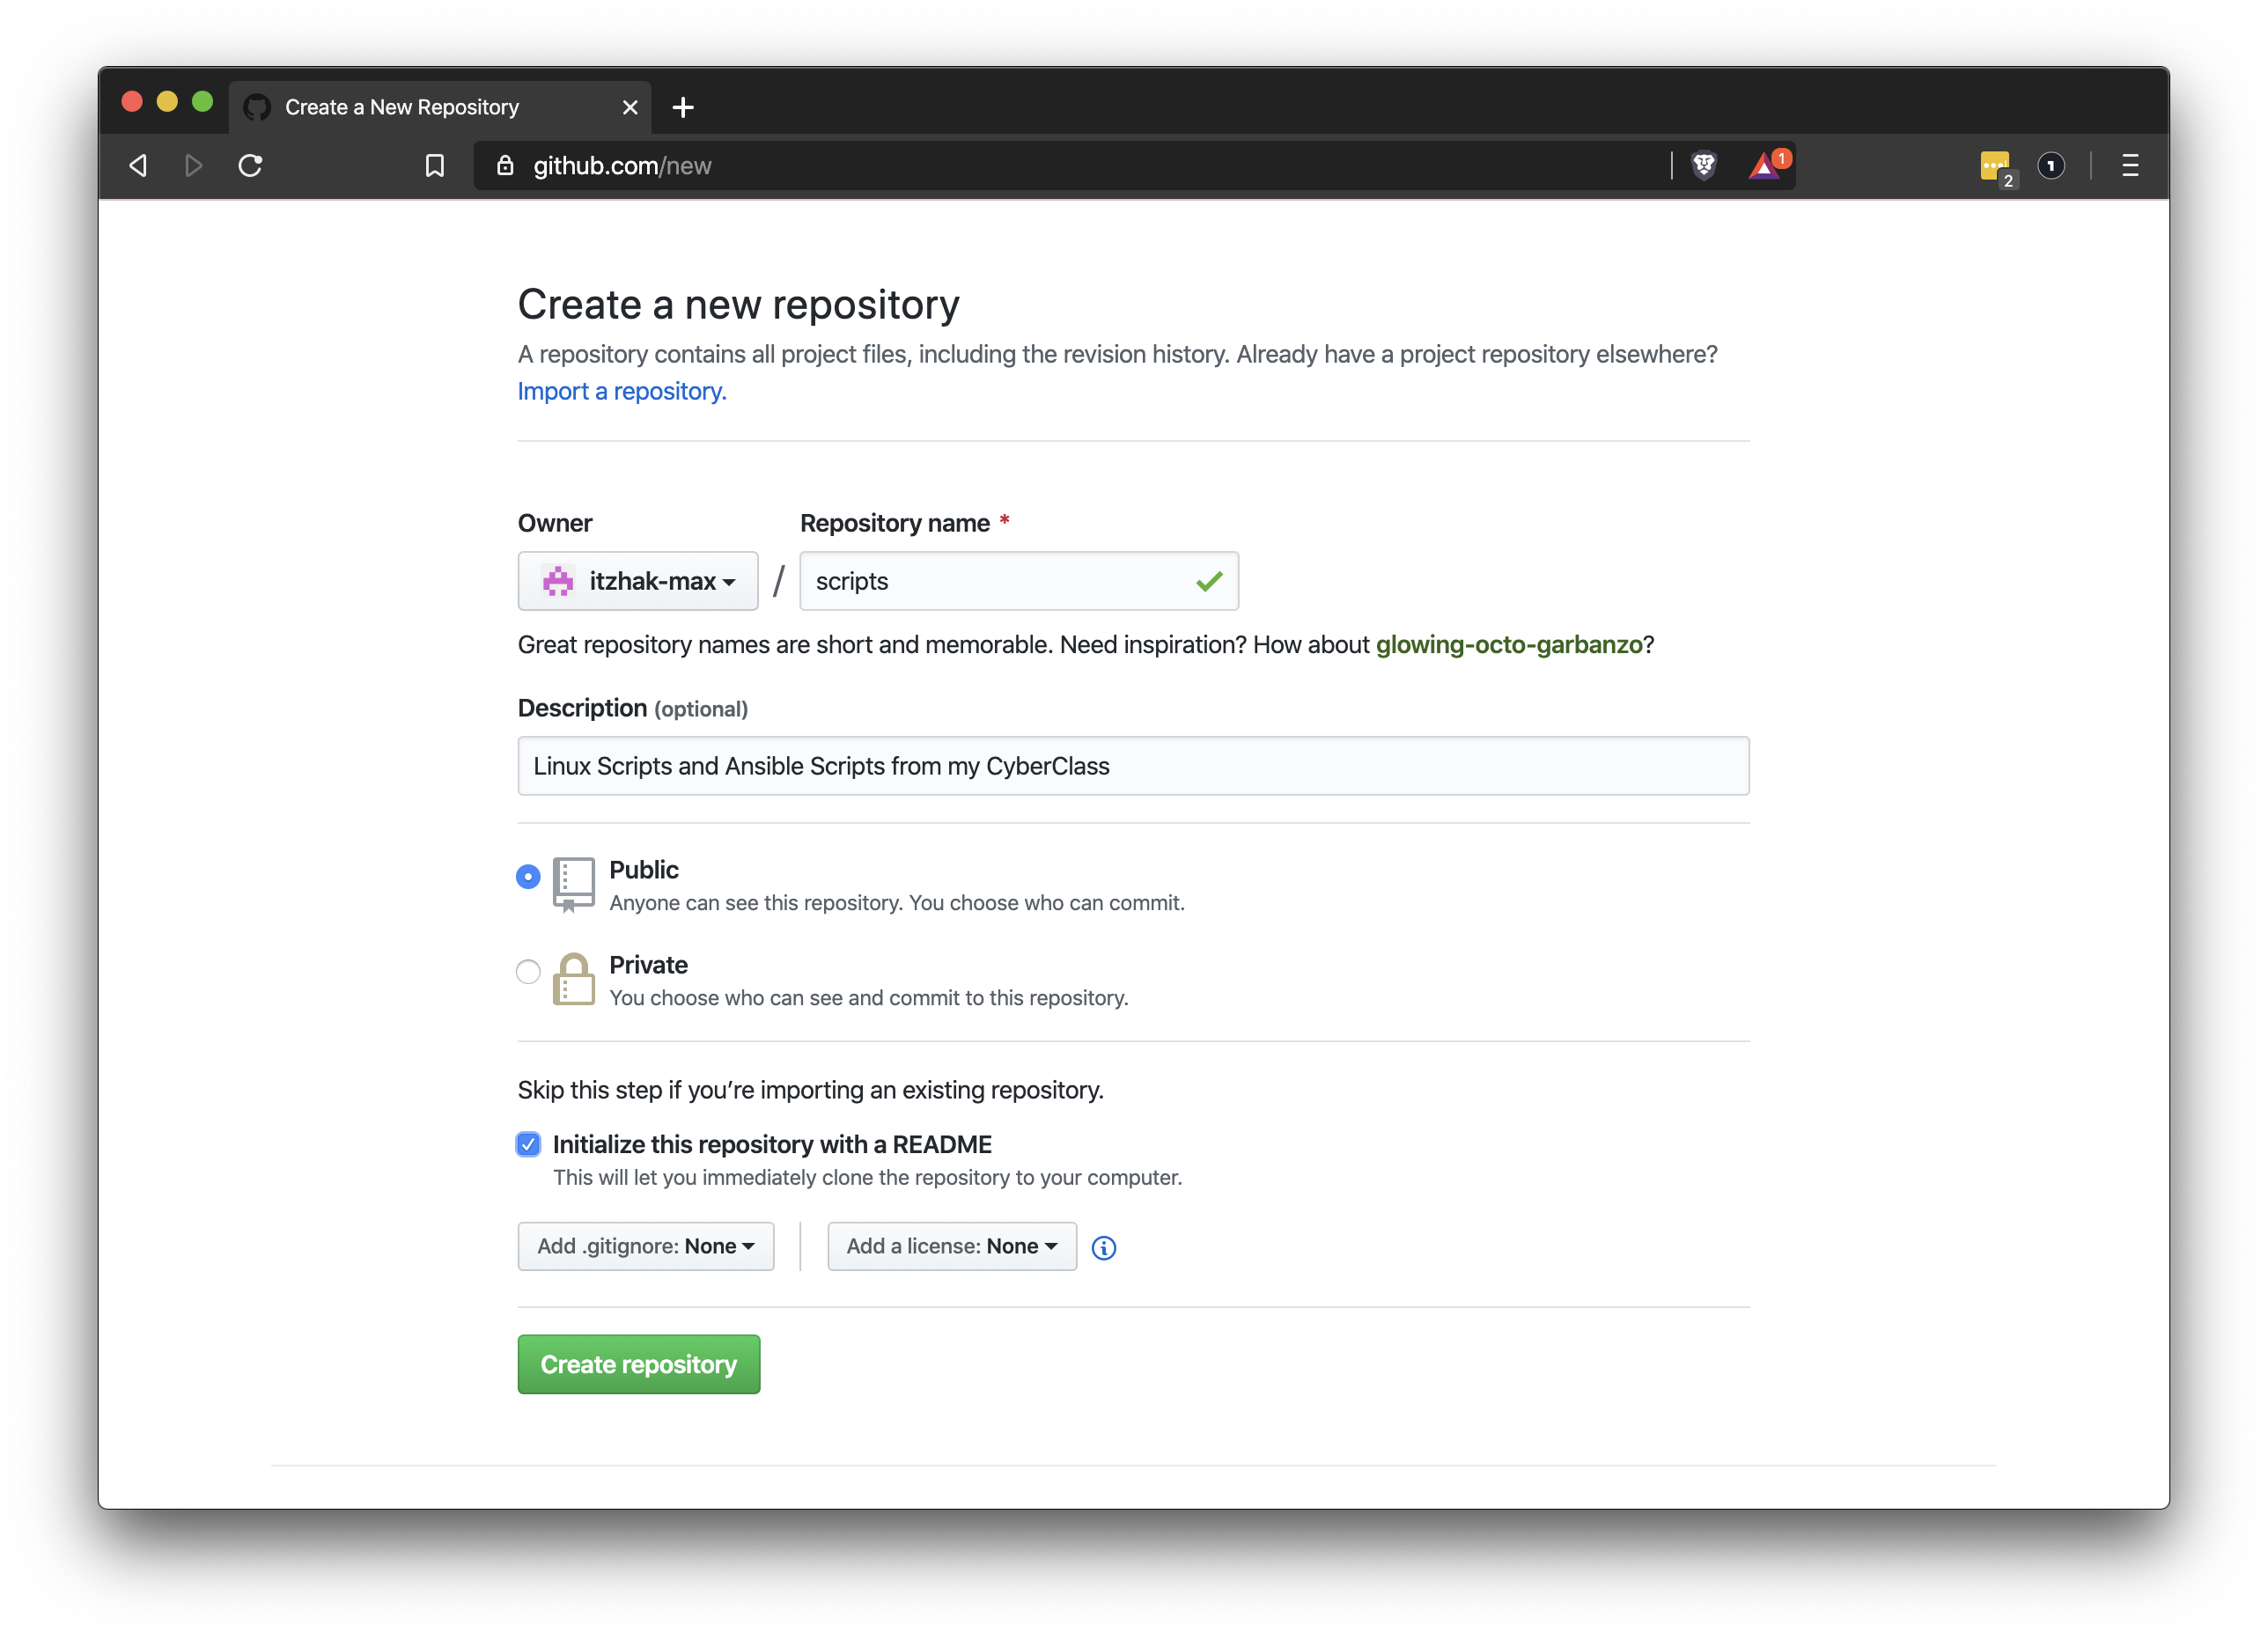 Create a New Repository
github.com/new
1
2
1
Create a new repository
A repository contains all project files, including the revision history. Already have a project repository elsewhere?
Import a repository.
Owner
Repository name *
itzhak-max
/
scripts
Great repository names are short and memorable. Need inspiration? How about glowing-octo-garbanzo?
Description (optional)
Linux Scripts and Ansible Scripts from my CyberClass
Public
Anyone can see this repository. You choose who can commit.
Private
You choose who can see and commit to this repository.
Skip this step if you’re importing an existing repository.
Initialize this repository with a README
This will let you immediately clone the repository to your computer.
Add .gitignore: None
Add a license: None
Create repository